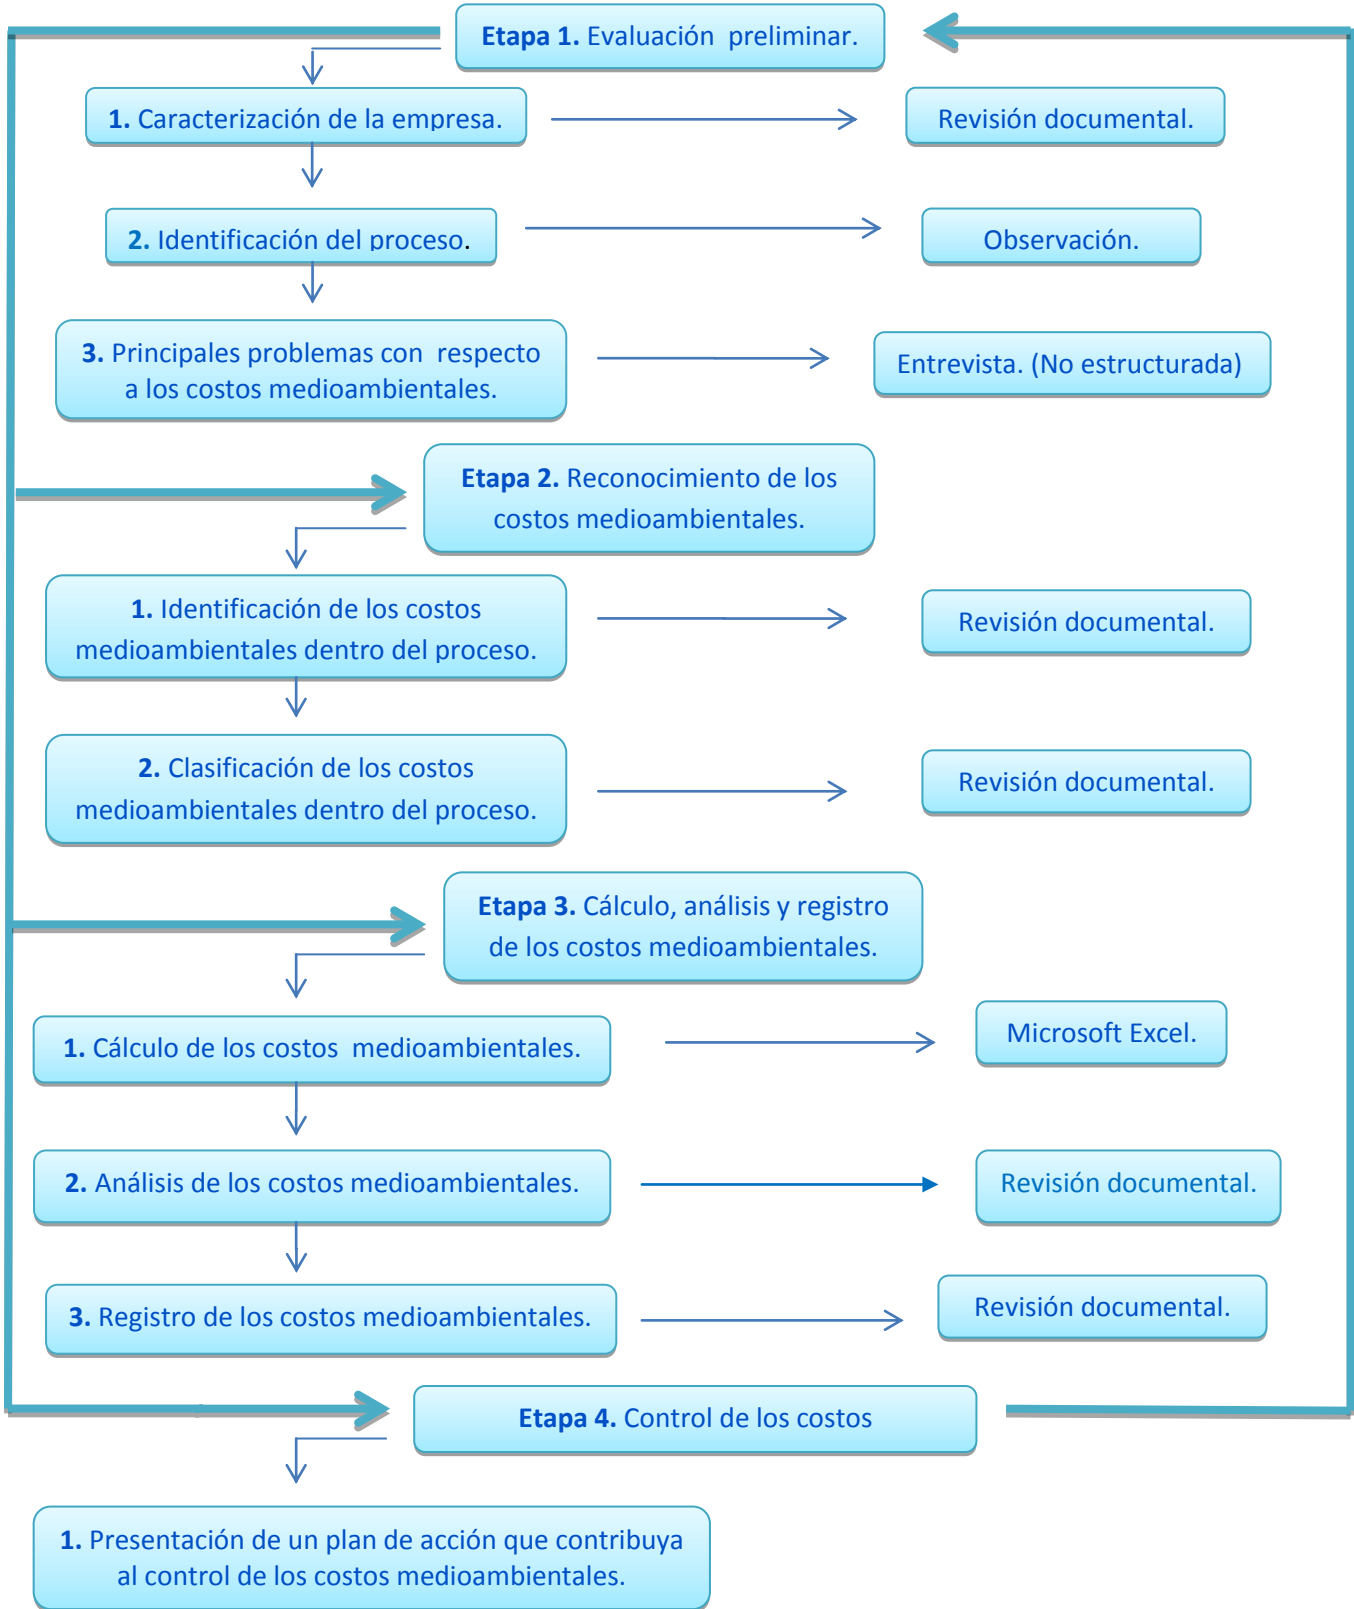 Etapa 1. Evaluación preliminar.
1. Caracterización de la empresa.
Revisión documental.
2. Identificación del proceso.
Observación.
3. Principales problemas con respecto
a los costos medioambientales.
Entrevista. (No estructurada)
Etapa 2. Reconocimiento de los
costos medioambientales.
1. Identificación de los costos
medioambientales dentro del proceso.
Revisión documental.
2. Clasificación de los costos
medioambientales dentro del proceso.
Revisión documental.
Etapa 3. Cálculo, análisis y registro
de los costos medioambientales.
1. Cálculo de los costos medioambientales.
Microsoft Excel.
2. Análisis de los costos medioambientales.
Revisión documental.
3. Registro de los costos medioambientales.
Revisión documental.
Etapa 4. Control de los costos
1. Presentación de un plan de acción que contribuya
al control de los costos medioambientales.